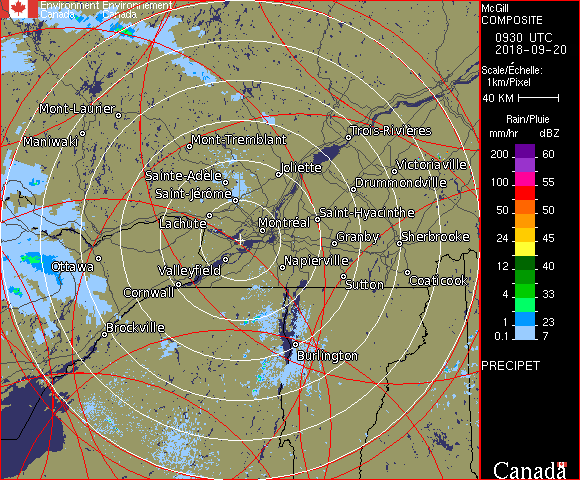 Environment Environnement
Canada Canada
McGill
COMPOSITE
0930 UTC
2018-09-20
Scale/Échelle:
1km/Pixel
40 KM
Rain/Pluie
mm/hr dBZ
200 60
100 55
50 50
24 45
12 40
4 33
1 23
0.1 7
PRECIPET
Canada
Mont-Laurier
Maniwaki
Mont-Tremblant
Trois-Rivières
Sainte-Adèle
Joliette
Victoriaville
Saint-Jérôme
Drummondville
Lachute
Montréal
Saint-Hyacinthe
Granby
Sherbrooke
Ottawa
Valleyfield
Napierville
Cornwall
Sutton
Coaticook
Brockville
Burlington